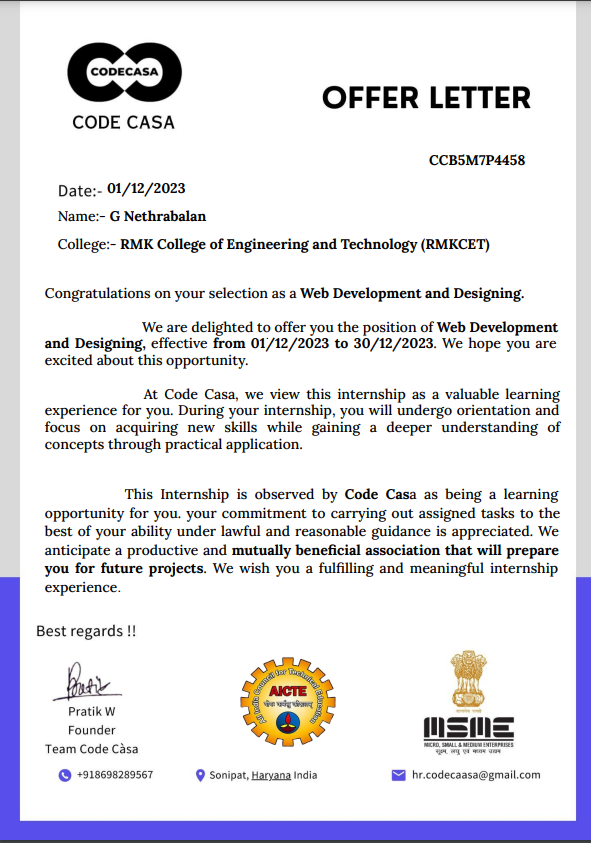 CODECASA
CODE CASA
OFFER LETTER
CCB5M7P4458
Date:- 01/12/2023
Name:- G Nethrabalan
College:- RMK College of Engineering and Technology (RMKCET)
Congratulations on your selection as a Web Development and Designing.
We are delighted to offer you the position of Web Development
and Designing, effective from 01/12/2023 to 30/12/2023. We hope you are
excited about this opportunity.
At Code Casa, we view this internship as a valuable learning
experience for you. During your internship, you will undergo orientation and
focus on acquiring new skills while gaining a deeper understanding of
concepts through practical application.
This Internship is observed by Code Casa as being a learning
opportunity for you. your commitment to carrying out assigned tasks to the
best of your ability under lawful and reasonable guidance is appreciated. We
anticipate a productive and mutually beneficial association that will prepare
you for future projects. We wish you a fulfilling and meaningful internship
experience.
Best regards !!
Pratik
Pratik W
Founder
Team Code Càsa
All India Council for Technical Education
AICTE
MSME
MICRO, SMALL & MEDIUM ENTERPRISES
सूक्ष्म, लघु एवं मध्यम उद्यम
+918698289567
Sonipat, Haryana India
hr.codecaasa@gmail.com